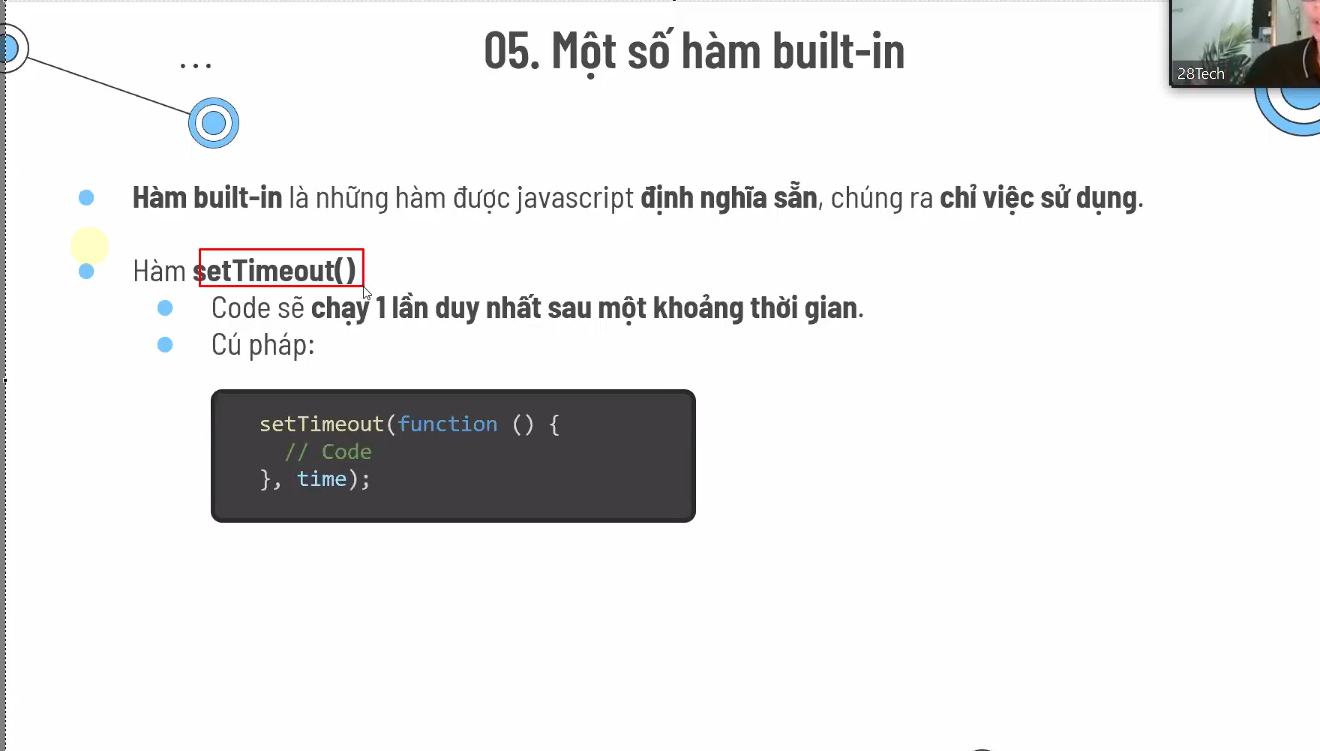 05. Một số hàm built-in
28Tech
Hàm built-in là những hàm được javascript định nghĩa sẵn, chúng ra chỉ việc sử dụng.
Hàm setTimeout()
Code sẽ chạy 1 lần duy nhất sau một khoảng thời gian.
Cú pháp:
setTimeout(function () {
// Code
}, time);